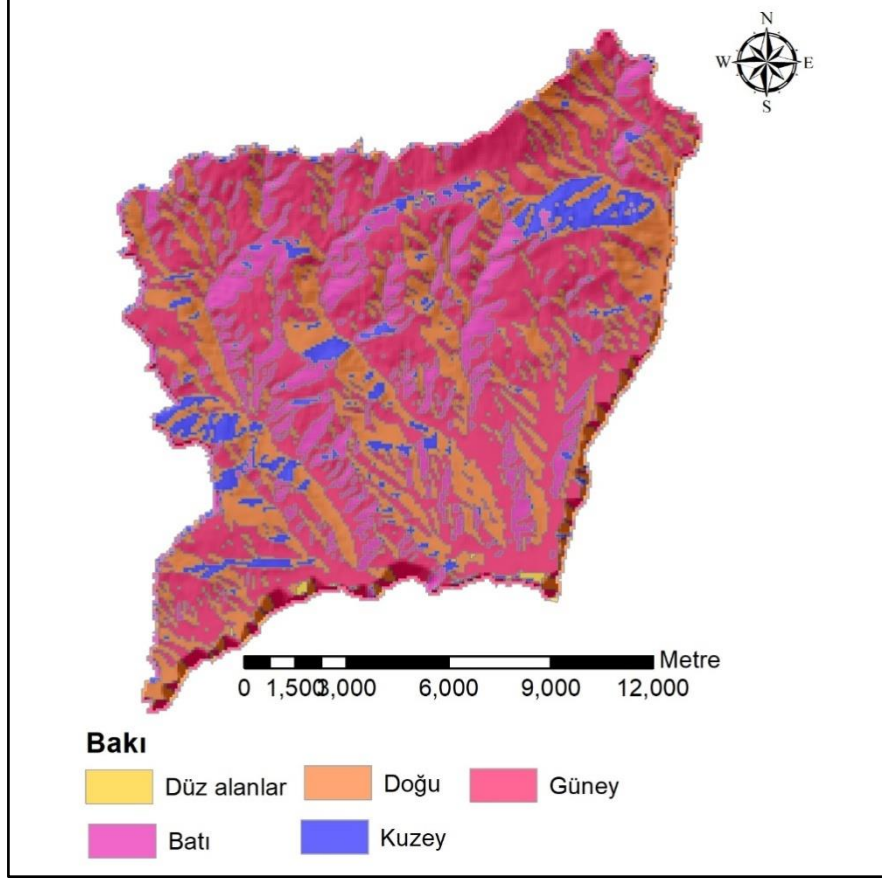 N
W E
S
Metre
0 1,500 3,000 6,000 9,000 12,000
Bakı
Düz alanlar Doğu Güney
Batı Kuzey